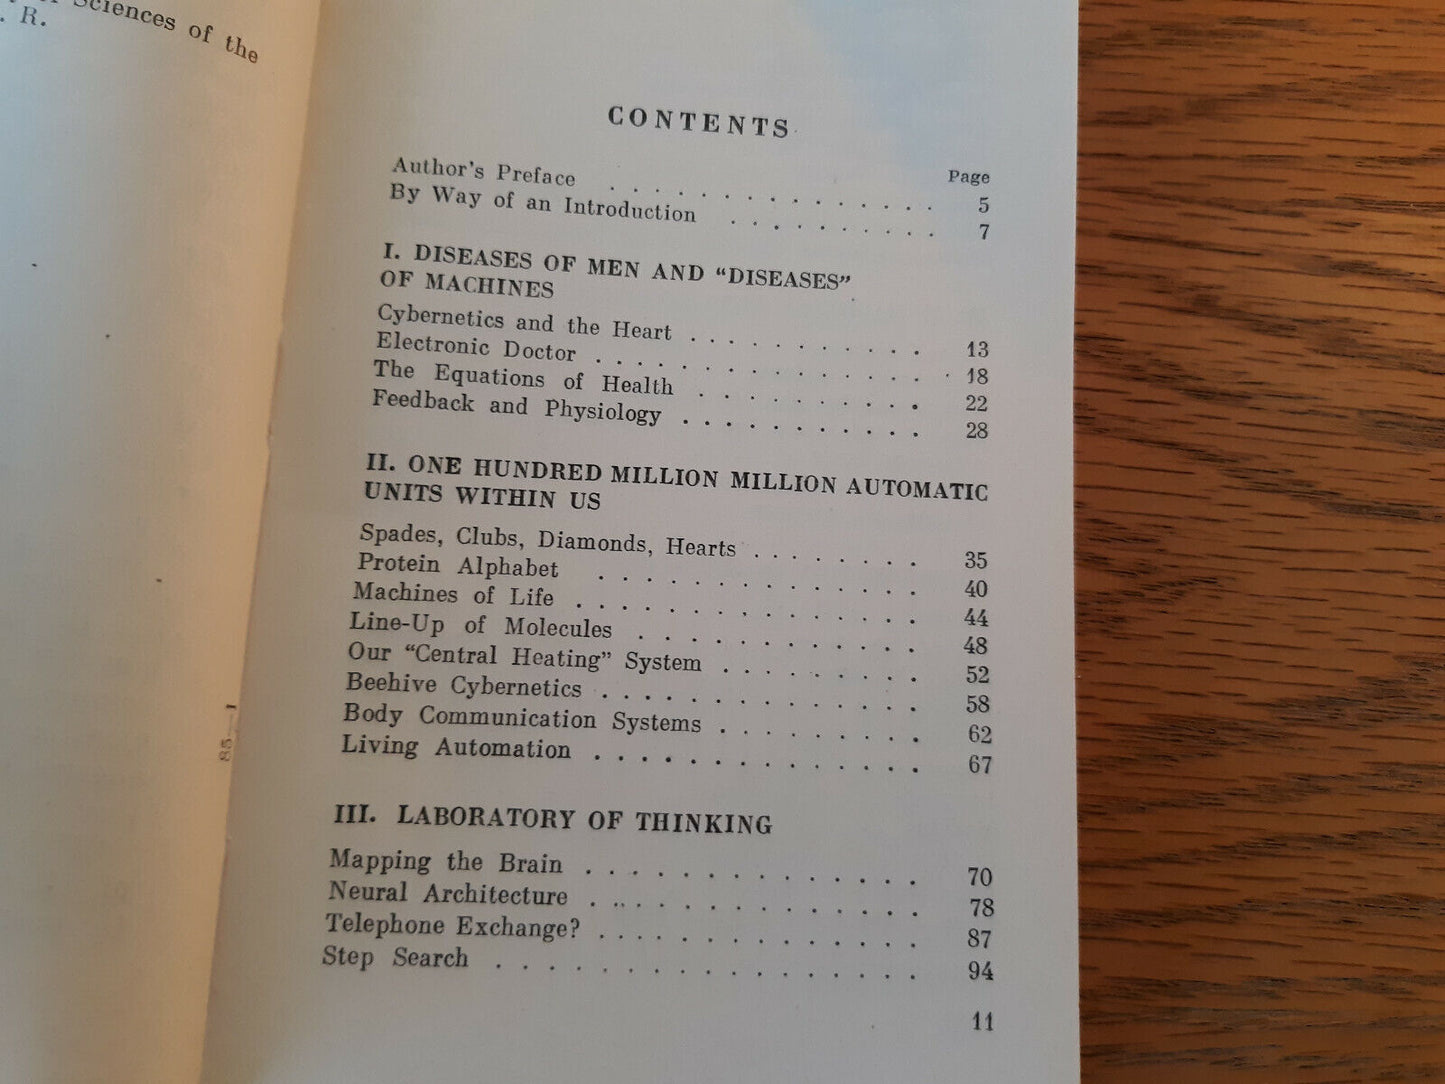 Sciences of the
. R.
CONTENTS
Page
Author's Preface . . . . . . . . . . . . . . . 5
By Way of an Introduction . . . . . . . . . . 7
I. DISEASES OF MEN AND “DISEASES”
OF MACHINES
Cybernetics and the Heart . . . . . . . . . . . 13
Electronic Doctor . . . . . . . . . . . . . . . 18
The Equations of Health . . . . . . . . . . 22
Feedback and Physiology . . . . . . . . . . . 28
II. ONE HUNDRED MILLION MILLION AUTOMATIC
UNITS WITHIN US
Spades, Clubs, Diamonds, Hearts . . . . . . . . 35
Protein Alphabet . . . . . . . . . . . . . . 40
Machines of Life . . . . . . . . . . . . . . . 44
Line-Up of Molecules . . . . . . . . . . . . 48
Our “Central Heating” System . . . . . . . . . 52
Beehive Cybernetics . . . . . . . . . . . . . . 58
Body Communication Systems . . . . . . . . . 62
Living Automation . . . . . . . . . . . . . . 67
III. LABORATORY OF THINKING
Mapping the Brain . . . . . . . . . . . . . . 70
Neural Architecture . . . . . . . . . . . . . . 78
Telephone Exchange? . . . . . . . . . . . . . . 87
Step Search . . . . . . . . . . . . . . . . 94
85—1
11